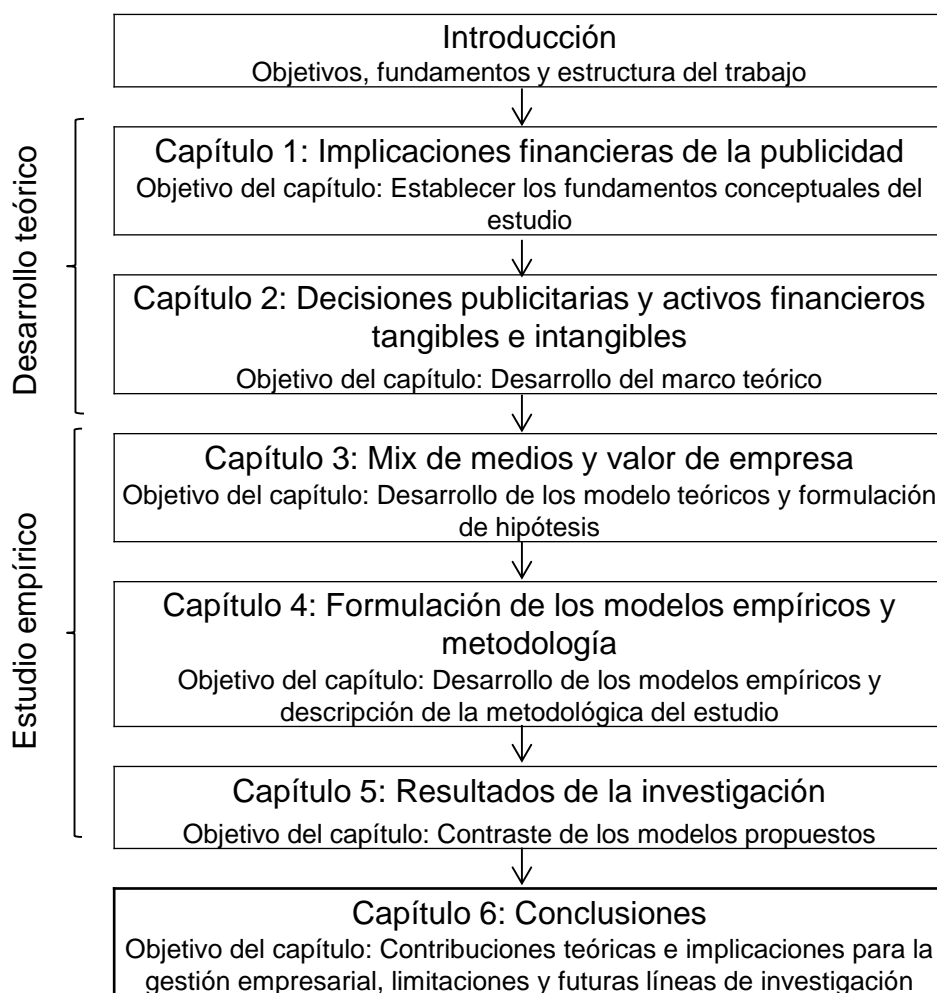 Introducción
Objetivos, fundamentos y estructura del trabajo
Desarrollo teórico
Capítulo 1: Implicaciones financieras de la publicidad
Objetivo del capítulo: Establecer los fundamentos conceptuales del
estudio
Capítulo 2: Decisiones publicitarias y activos financieros
tangibles e intangibles
Objetivo del capítulo: Desarrollo del marco teórico
Estudio empírico
Capítulo 3: Mix de medios y valor de empresa
Objetivo del capítulo: Desarrollo de los modelo teóricos y formulación
de hipótesis
Capítulo 4: Formulación de los modelos empíricos y
metodología
Objetivo del capítulo: Desarrollo de los modelos empíricos y
descripción de la metodológica del estudio
Capítulo 5: Resultados de la investigación
Objetivo del capítulo: Contraste de los modelos propuestos
Capítulo 6: Conclusiones
Objetivo del capítulo: Contribuciones teóricas e implicaciones para la
gestión empresarial, limitaciones y futuras líneas de investigación